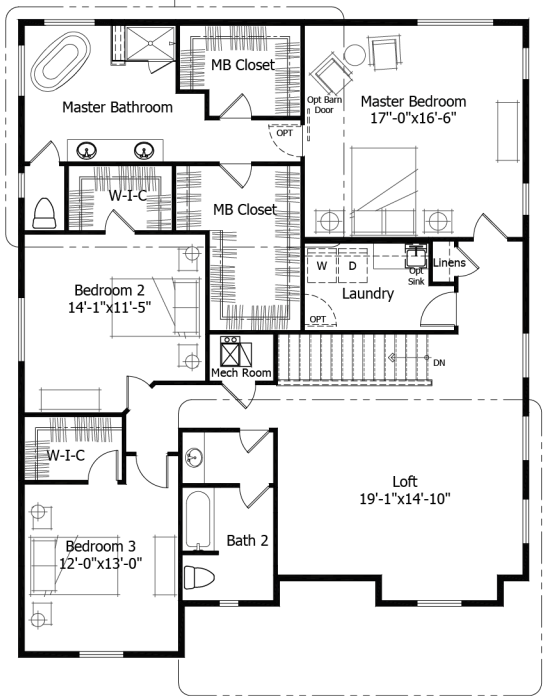 MB Closet
Master Bathroom
Opt Barn
Door
Master Bedroom
17"-0"x16'-6"
OPT
W-I-C
MB Closet
W
D
Opt
Sink
Linens
Laundry
OPT
Bedroom 2
14'-1"x11'-5"
Mech Room
DN
W-I-C
Loft
19'-1"x14'-10"
Bath 2
Bedroom 3
12'-0"x13'-0"